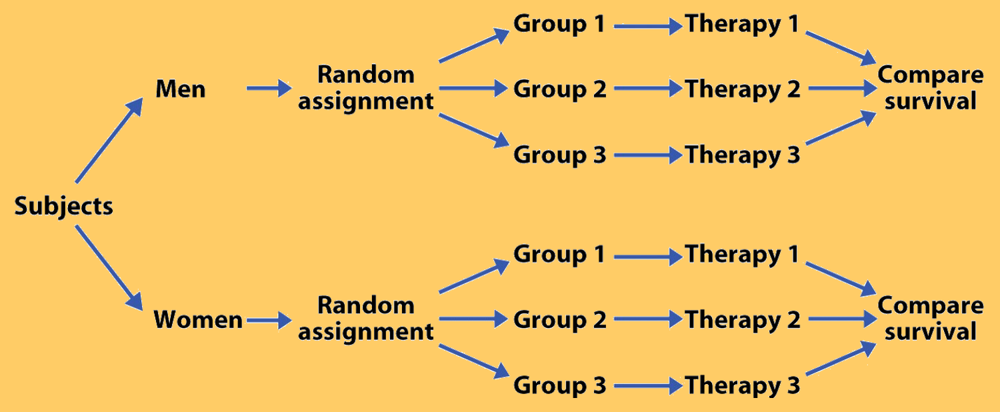 Subjects
Men
Random
assignment
Group 1
Therapy 1
Group 2
Therapy 2
Group 3
Therapy 3
Compare
survival
Women
Random
assignment
Group 1
Therapy 1
Group 2
Therapy 2
Group 3
Therapy 3
Compare
survival